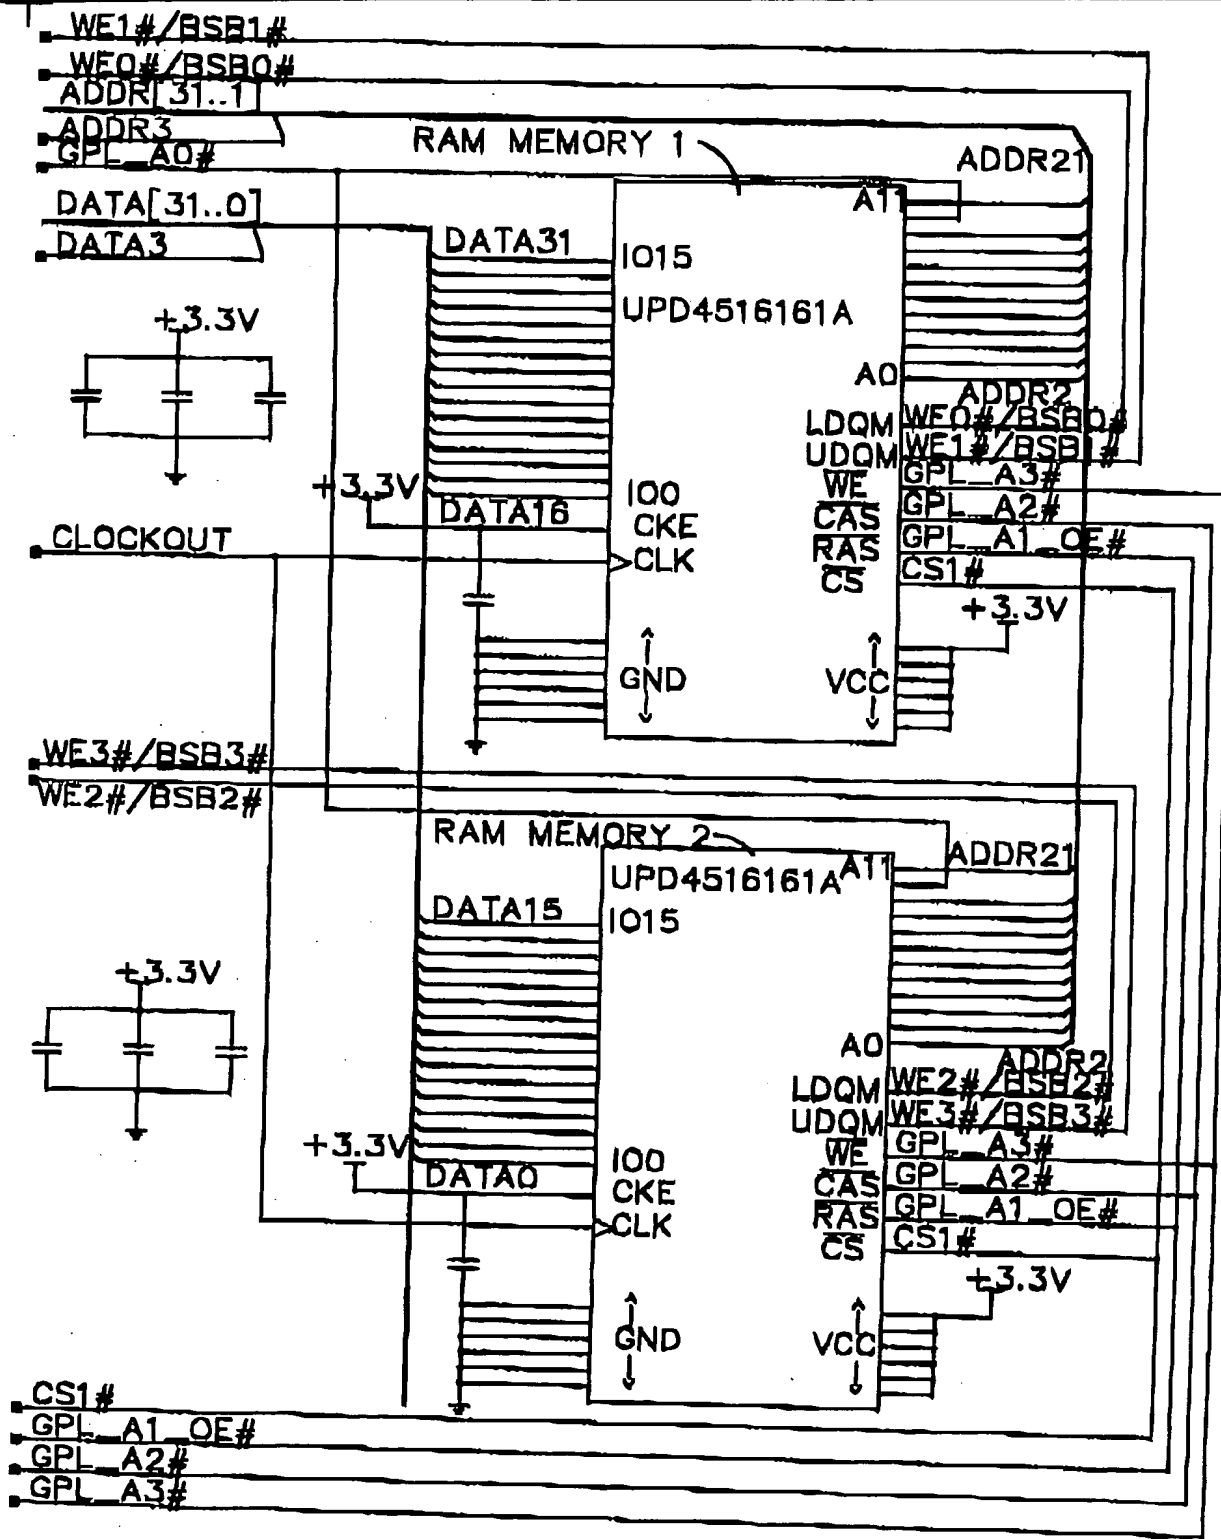 WE1#/BSB1#
WE0#/BSB0#
ADDR[31..1]
ADDR3
GPL_A0#
RAM MEMORY 1
ADDR21
A11
DATA[31..0]
DATA3
DATA31
IO15
UPD4516161A
+3.3V
A0
ADDR2
LDQM WE0#/BSB0#
UDQM WE1#/BSB1#
+3.3V
IO0
WE GPL_A3#
DATA16
CKE
CAS GPL_A2#
CLOCKOUT
CLK
RAS GPL_A1_OE#
CS CS1#
+3.3V
GND
VCC
WE3#/BSB3#
WE2#/BSB2#
RAM MEMORY 2
UPD4516161A
A11
ADDR21
DATA15
IO15
+3.3V
A0
ADDR2
LDQM WE2#/BSB2#
UDQM WE3#/BSB3#
+3.3V
IO0
WE GPL_A3#
DATA0
CKE
CAS GPL_A2#
CLK
RAS GPL_A1_OE#
CS CS1#
+3.3V
GND
VCC
CS1#
GPL_A1_OE#
GPL_A2#
GPL_A3#